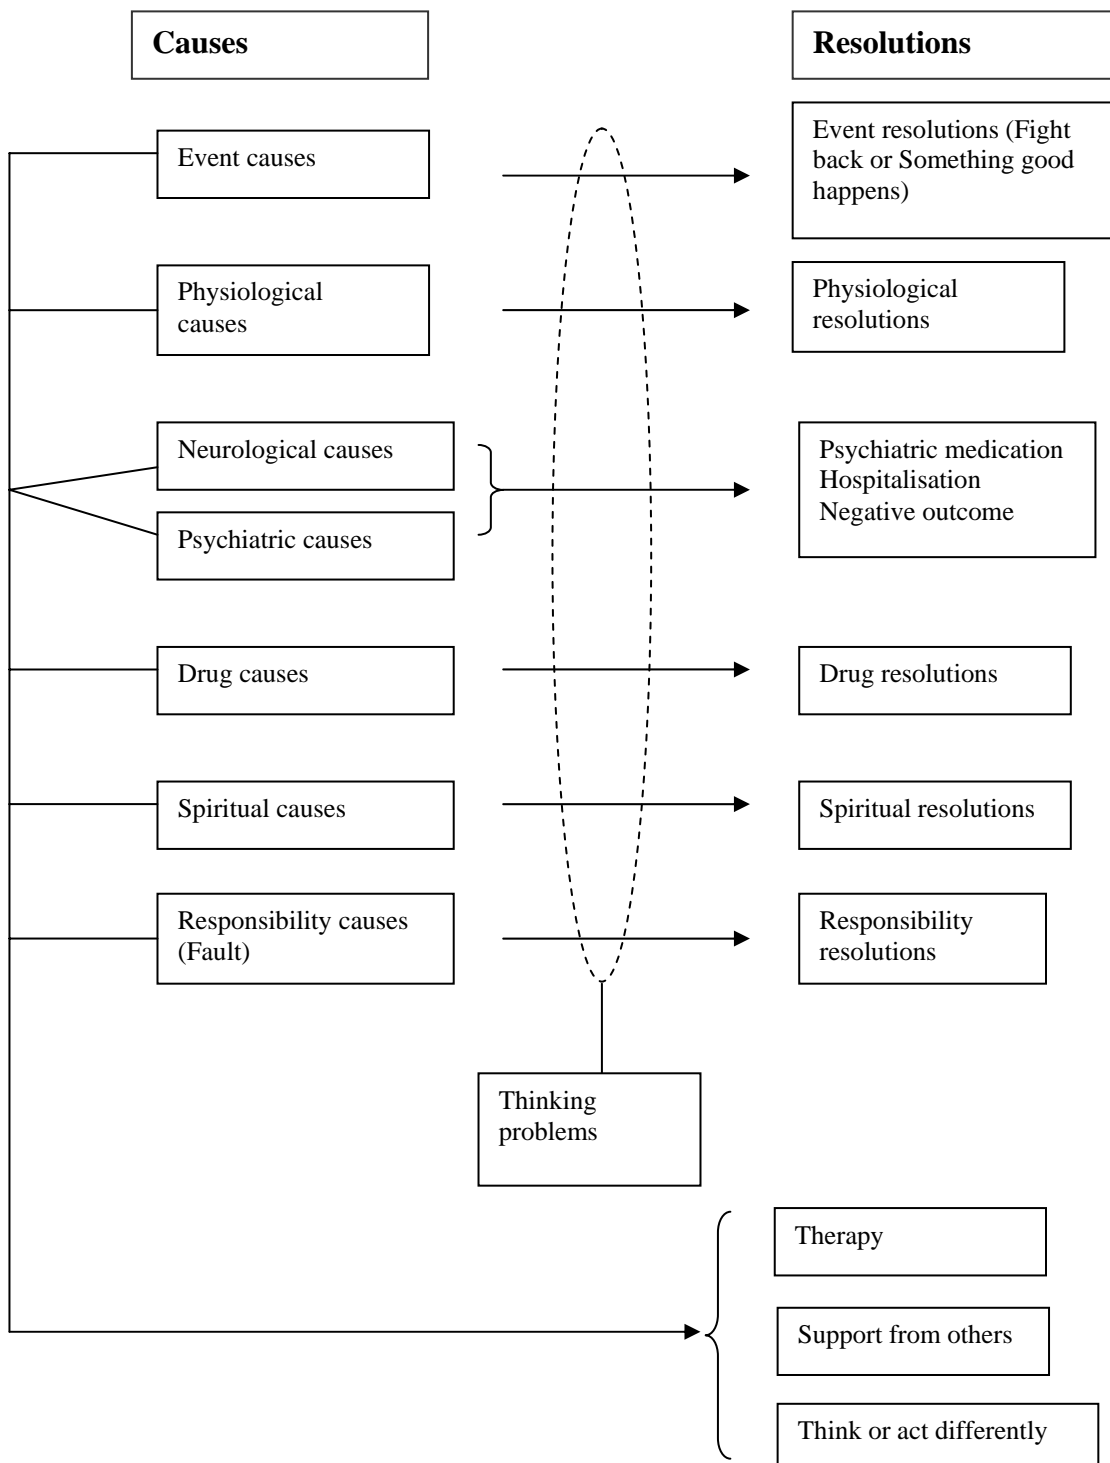 Causes
Resolutions
Event causes
Event resolutions (Fight
back or Something good
happens)
Physiological
causes
Physiological
resolutions
Neurological causes
Psychiatric causes
Psychiatric medication
Hospitalisation
Negative outcome
Drug causes
Drug resolutions
Spiritual causes
Spiritual resolutions
Responsibility causes
(Fault)
Responsibility
resolutions
Thinking
problems
Therapy
Support from others
Think or act differently